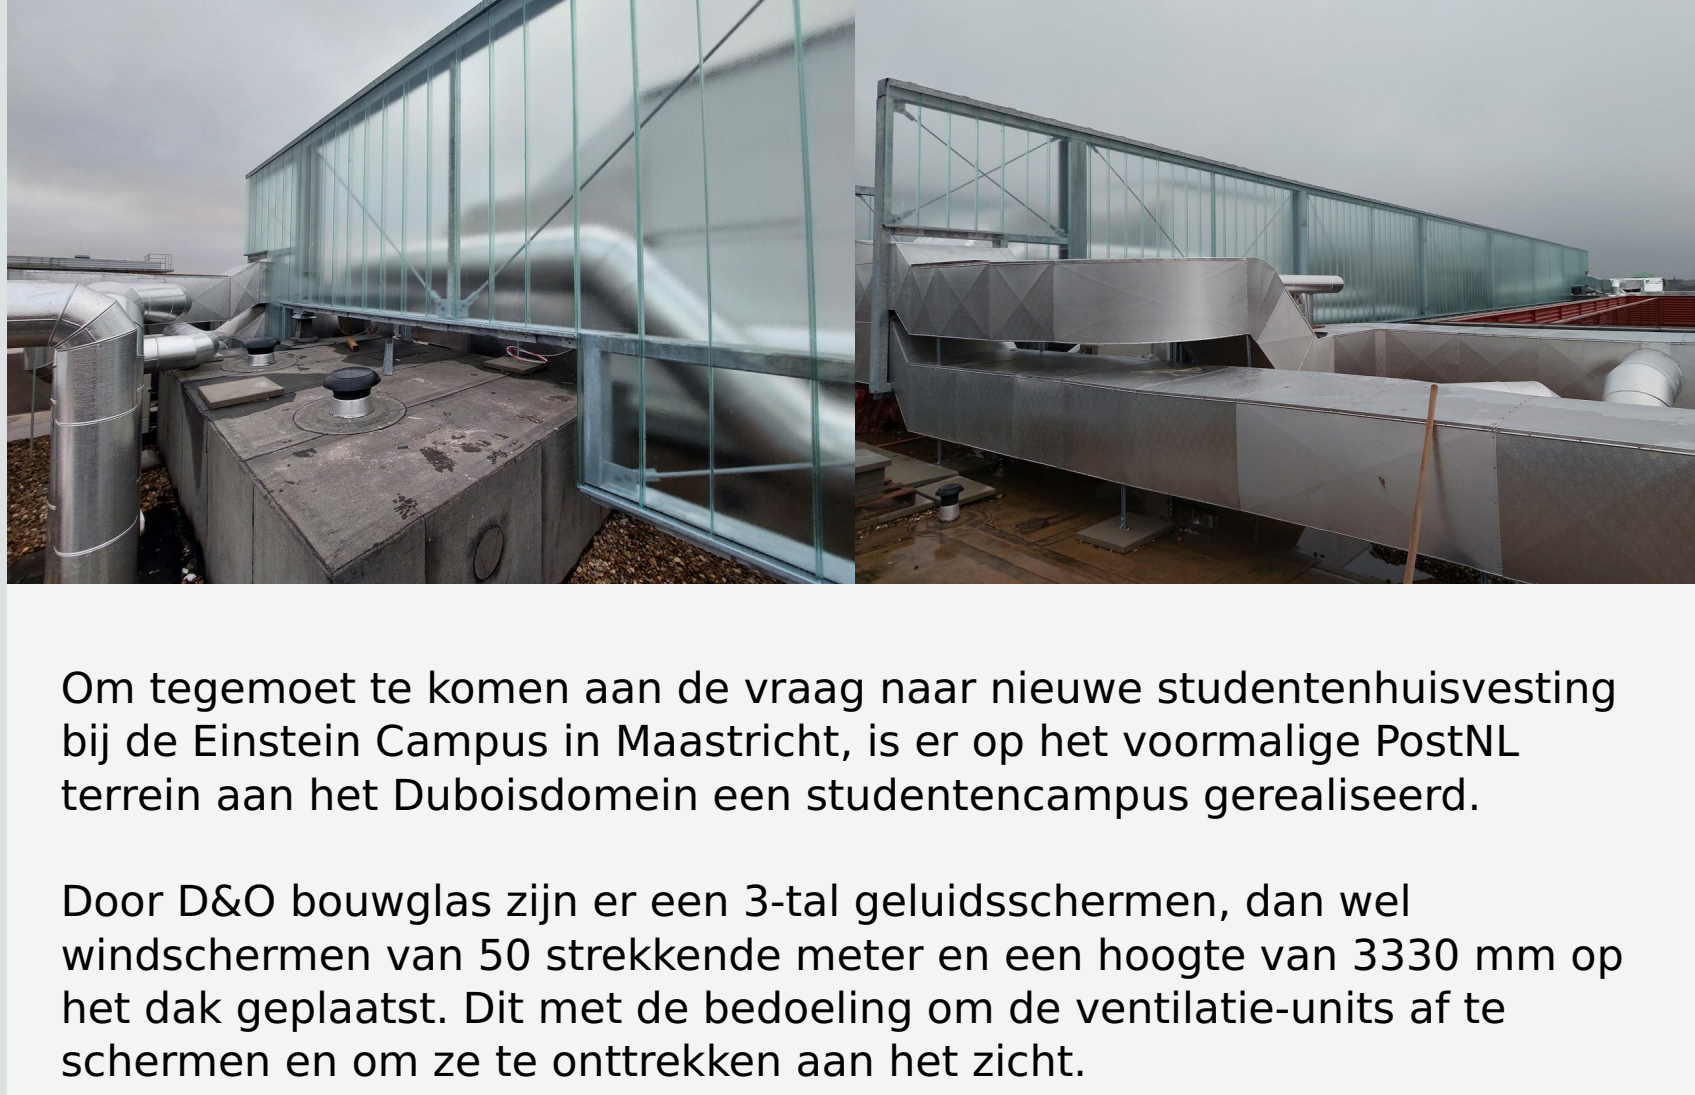 Om tegemoet te komen aan de vraag naar nieuwe studentenhuisvesting
bij de Einstein Campus in Maastricht, is er op het voormalige PostNL
terrein aan het Duboisdomein een studentencampus gerealiseerd.
Door D&O bouwglas zijn er een 3-tal geluidsschermen, dan wel
windschermen van 50 strekkende meter en een hoogte van 3330 mm op
het dak geplaatst. Dit met de bedoeling om de ventilatie-units af te
schermen en om ze te onttrekken aan het zicht.